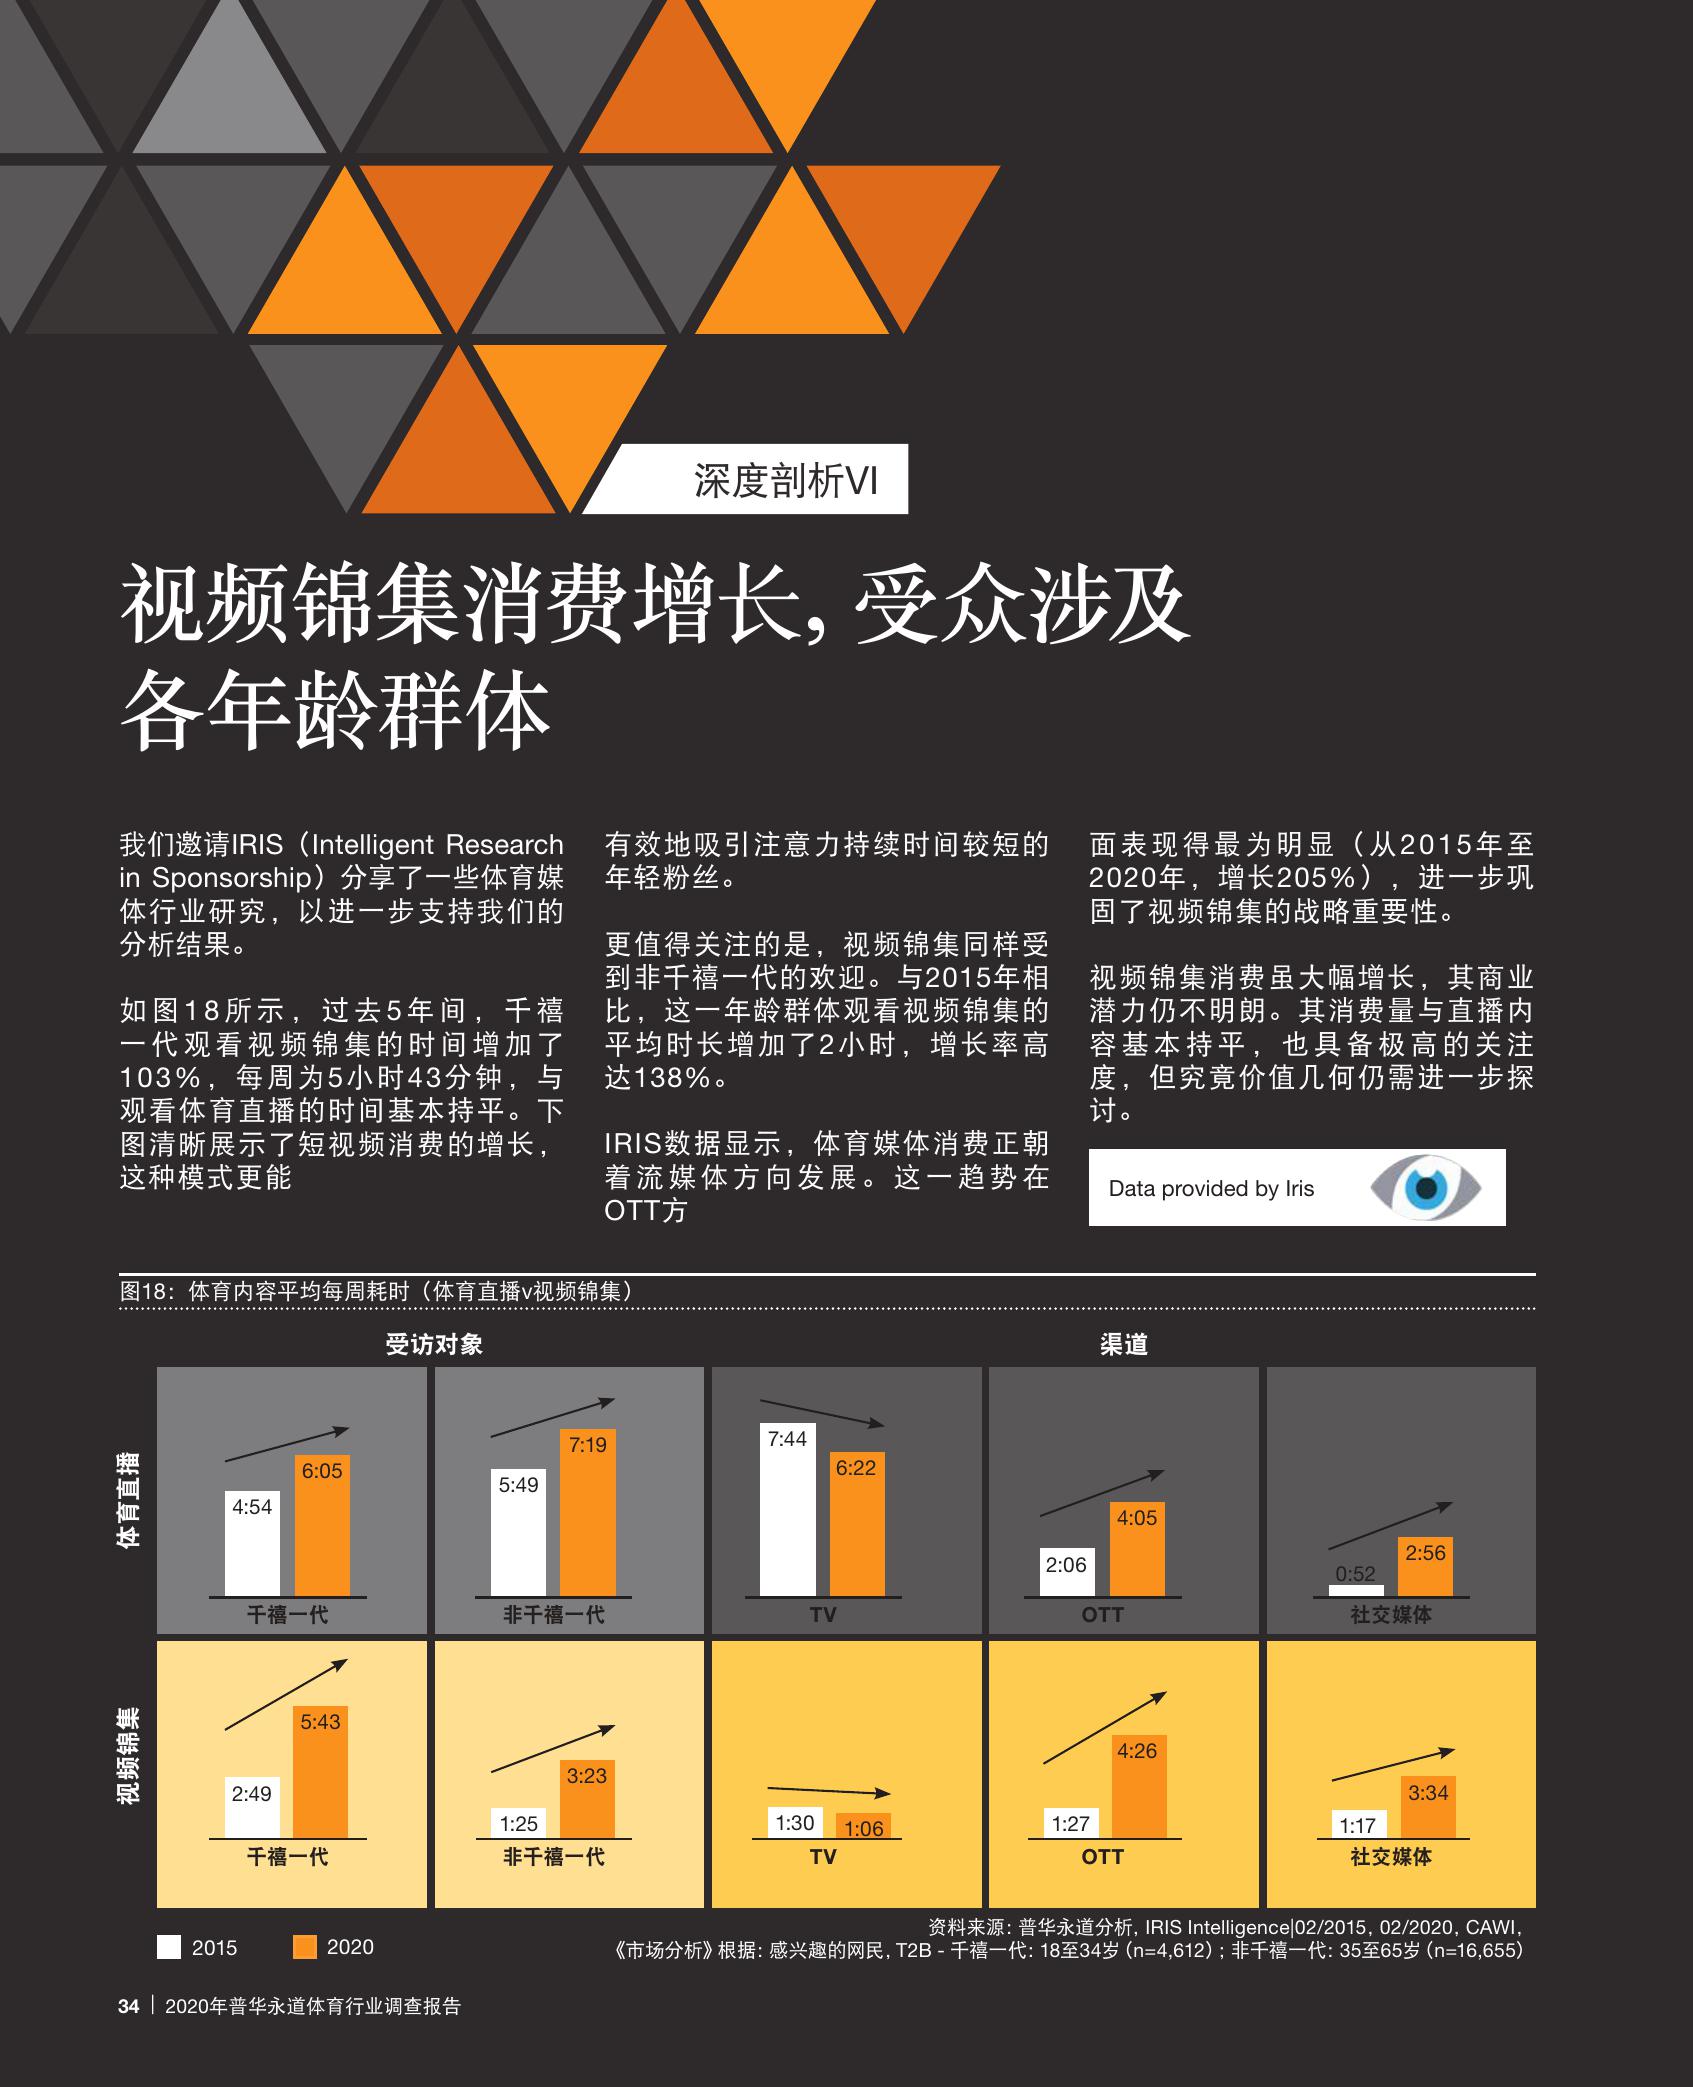 深度剖析VI
视频锦集消费增长，受众涉及
各年龄群体
我们邀请IRIS（Intelligent Research
in Sponsorship）分享了一些体育媒
体行业研究，以进一步支持我们的
分析结果。
如图18所示，过去5年间，千禧
一代观看视频锦集的时间增加了
103%，每周为5小时43分钟，与
观看体育直播的时间基本持平。下
图清晰展示了短视频消费的增长，
这种模式更能
有效地吸引注意力持续时间较短的
年轻粉丝。
更值得关注的是，视频锦集同样受
到非千禧一代的欢迎。与2015年相
比，这一年龄群体观看视频锦集的
平均时长增加了2小时，增长率高
达138%。
IRIS数据显示，体育媒体消费正朝
着流媒体方向发展。这一趋势在
OTT方
面表现得最为明显（从2015年至
2020年，增长205%），进一步巩
固了视频锦集的战略重要性。
视频锦集消费虽大幅增长，其商业
潜力仍不明朗。其消费量与直播内
容基本持平，也具备极高的关注
度，但究竟价值几何仍需进一步探
讨。
Data provided by Iris
图18：体育内容平均每周耗时（体育直播v视频锦集）
受访对象
渠道
体育直播
4:54
6:05
千禧一代
5:49
7:19
非千禧一代
7:44
6:22
TV
2:06
4:05
OTT
0:52
2:56
社交媒体
视频锦集
2:49
5:43
千禧一代
1:25
3:23
非千禧一代
1:30
1:06
TV
1:27
4:26
OTT
1:17
3:34
社交媒体
2015
2020
资料来源：普华永道分析, IRIS Intelligence|02/2015, 02/2020, CAWI,
《市场分析》根据：感兴趣的网民, T2B - 千禧一代: 18至34岁 (n=4,612)；非千禧一代: 35至65岁 (n=16,655)
34 | 2020年普华永道体育行业调查报告